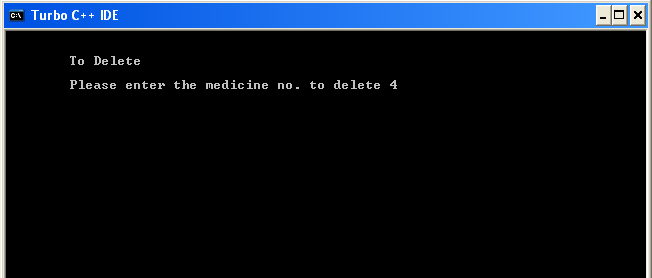 Turbo C++ IDE
To Delete
Please enter the medicine no. to delete 4